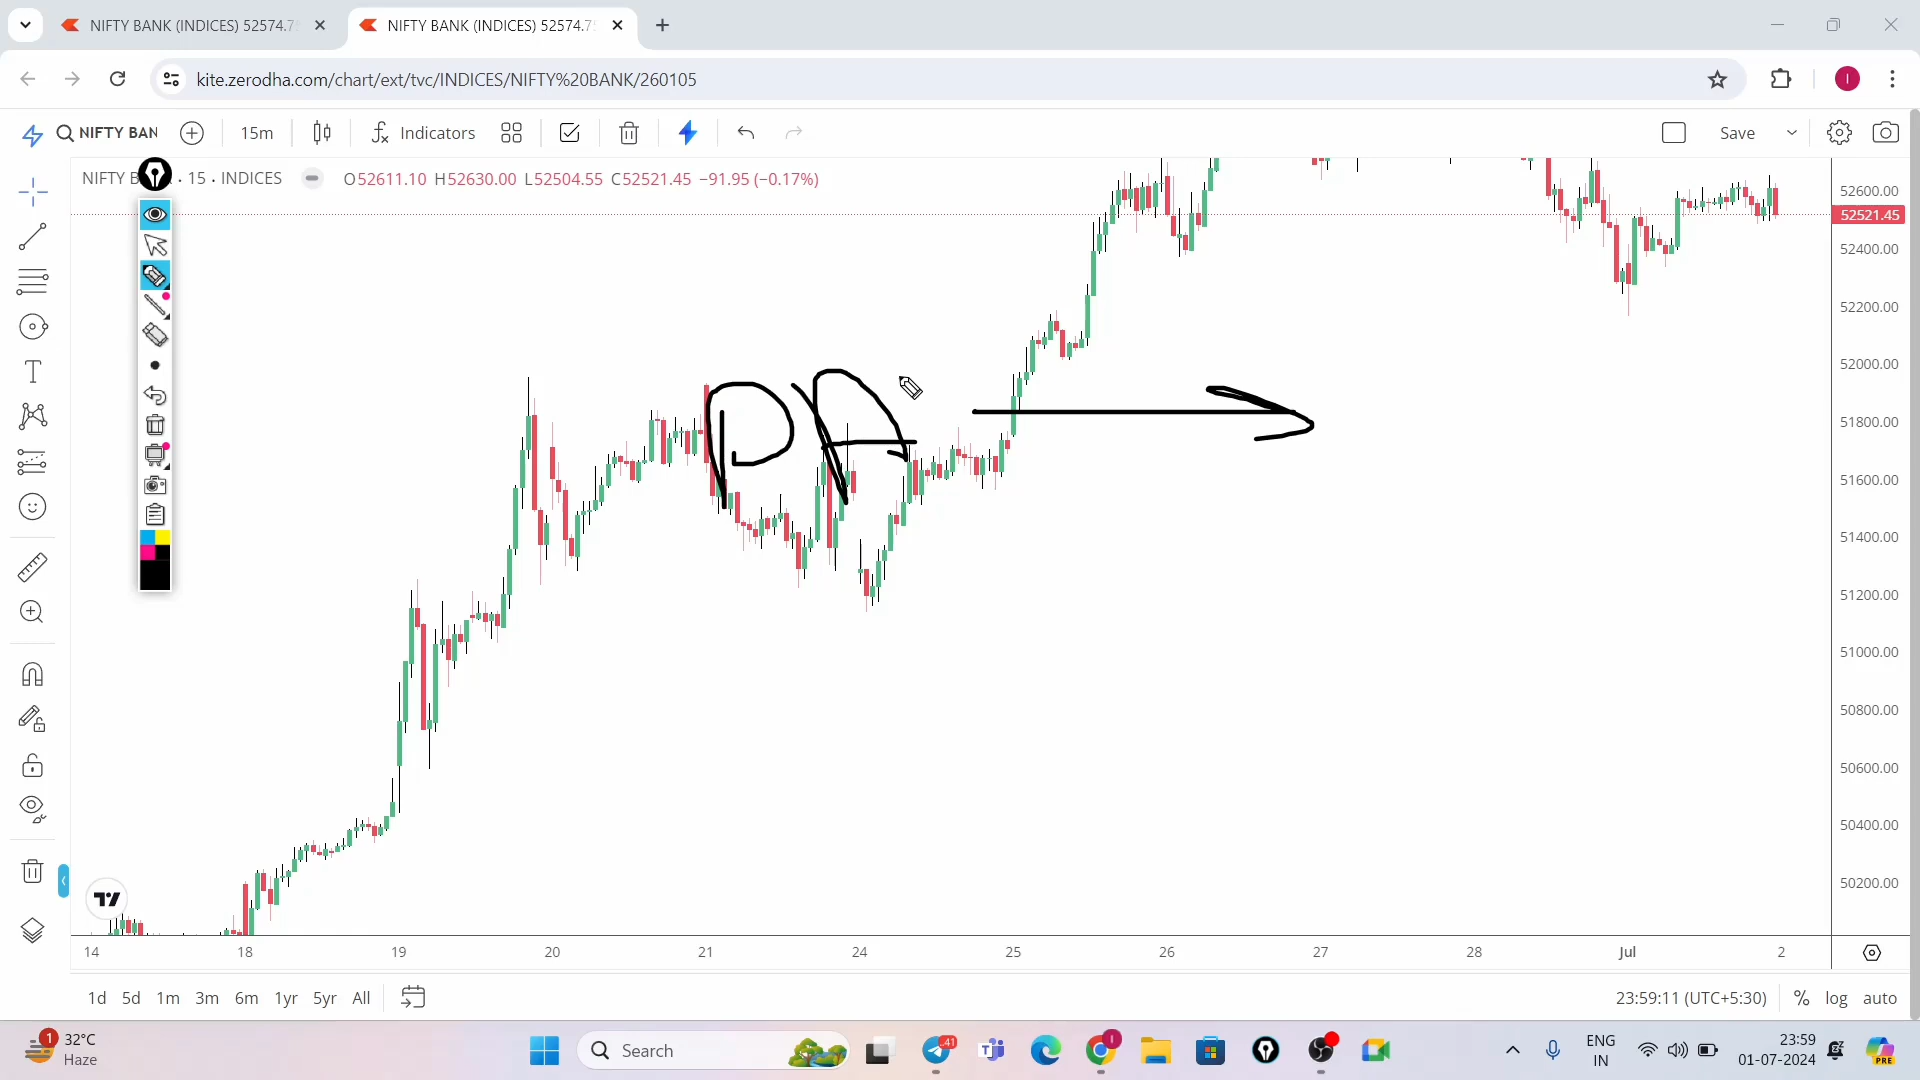 NIFTY BANK (INDICES) 52574.7
NIFTY BANK (INDICES) 52574.7
kite.zerodha.com/chart/ext/tvc/INDICES/NIFTY%20BANK/260105
I
NIFTY BAN
15m
Indicators
Save
NIFTY B · 15 · INDICES
O52611.10 H52630.00 L52504.55 C52521.45 −91.95 (−0.17%)
52600.00
52521.45
52400.00
52200.00
52000.00
51800.00
51600.00
51400.00
51200.00
51000.00
50800.00
50600.00
50400.00
50200.00
PA
14 18 19 20 21 24 25 26 27 28 Jul 2
1d 5d 1m 3m 6m 1yr 5yr All
23:59:11 (UTC+5:30) % log auto
1
32°C
Haze
Search
41
ENG
IN
23:59
01-07-2024
PRE